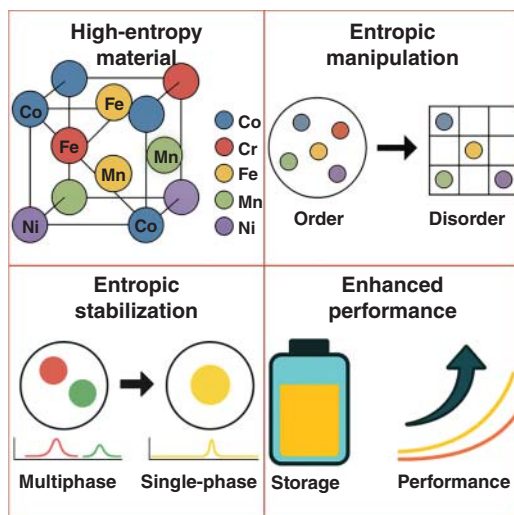 High-entropy
material
Co
Fe
Fe
Mn
Mn
Ni
Co
Co
Cr
Fe
Mn
Ni
Entropic
manipulation
Order
Disorder
Entropic
stabilization
Multiphase
Single-phase
Enhanced
performance
Storage
Performance